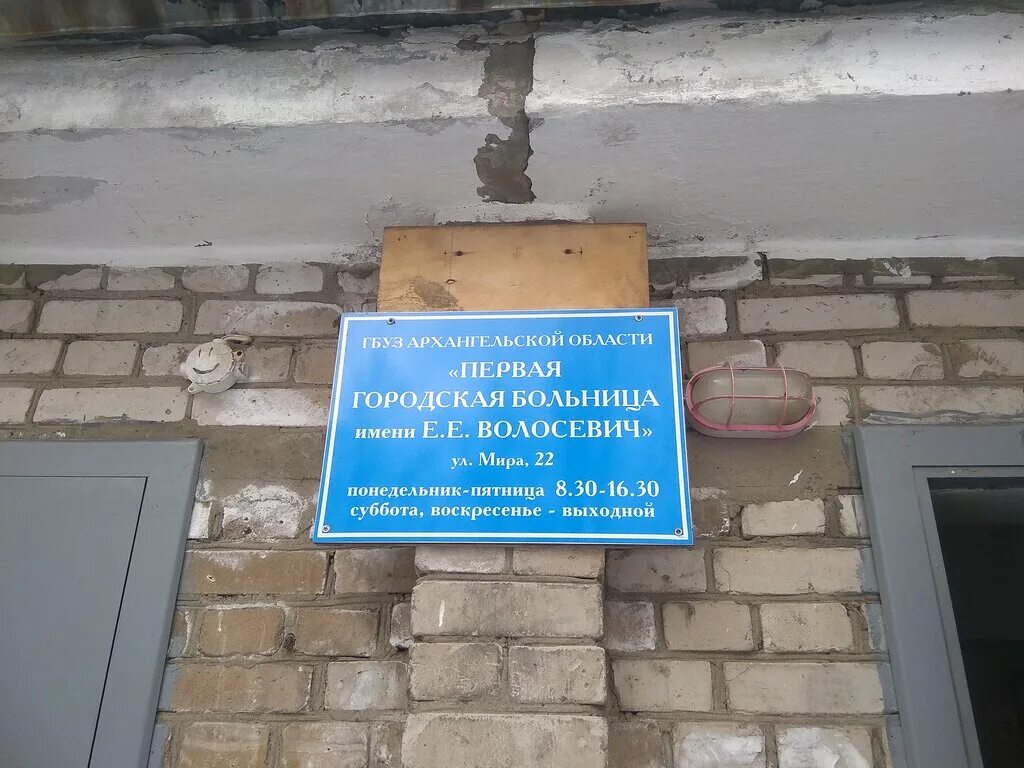 ГБУЗ АРХАНГЕЛЬСКОЙ ОБЛАСТИ
«ПЕРВАЯ
ГОРОДСКАЯ БОЛЬНИЦА
имени Е.Е. ВОЛОСЕВИЧ»
ул. Мира, 22
понедельник-пятница 8.30-16.30
суббота, воскресенье - выходной